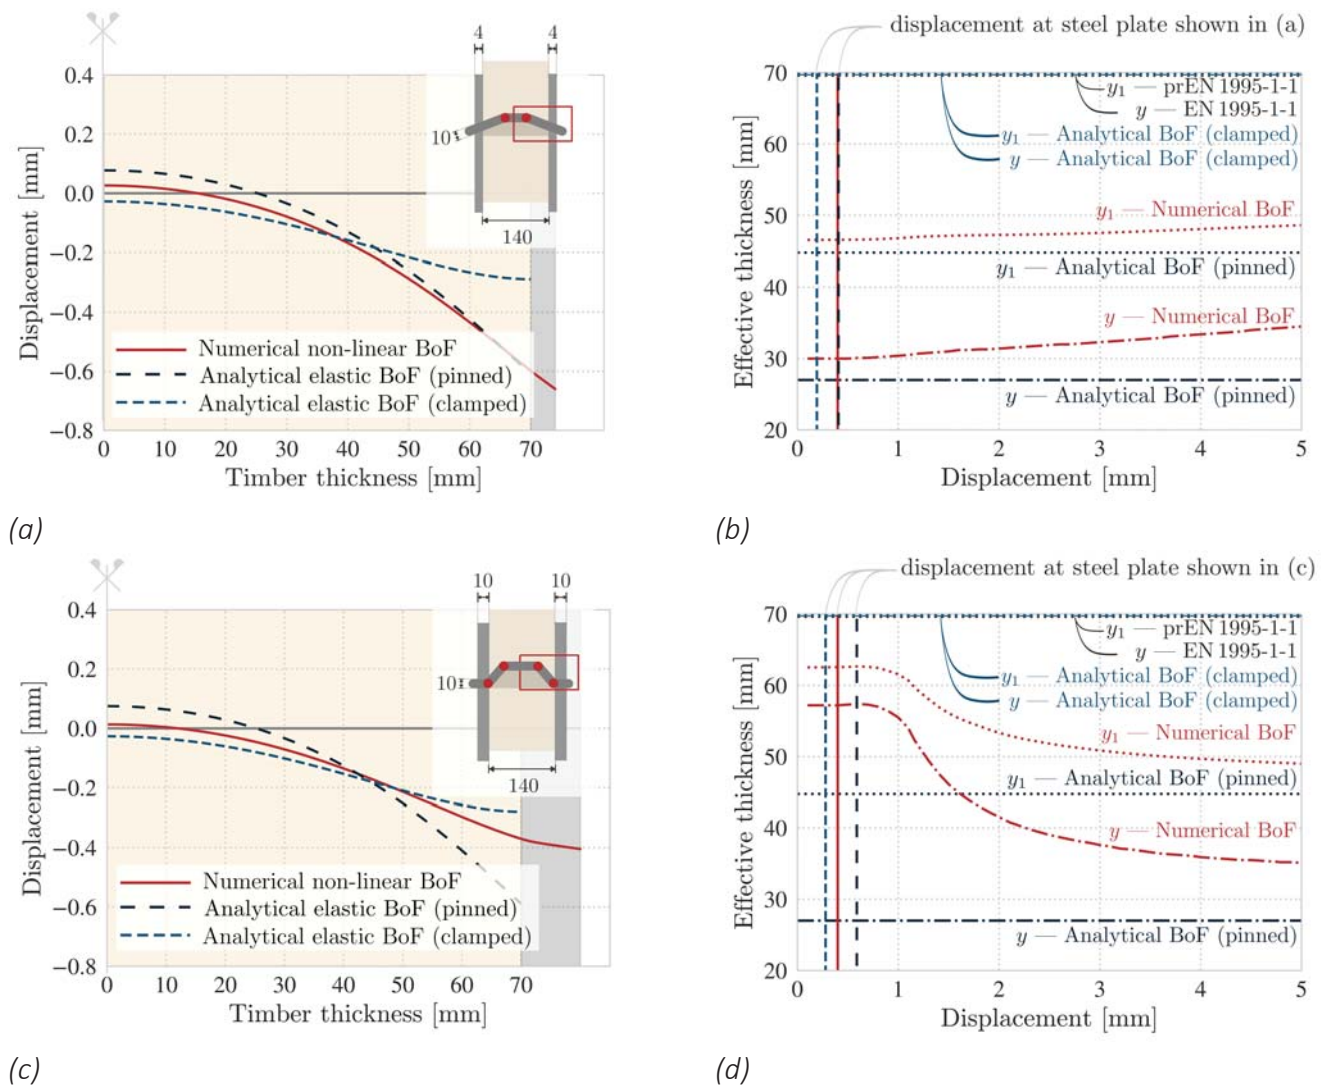 4 4
0.4
0.2
0.0
−0.2
−0.4
−0.6
−0.8
Displacement [mm]
10
140
Numerical non-linear BoF
Analytical elastic BoF (pinned)
Analytical elastic BoF (clamped)
0 10 20 30 40 50 60 70
Timber thickness [mm]
(a)
displacement at steel plate shown in (a)
70
60
50
40
30
20
Effective thickness [mm]
y₁ — prEN 1995-1-1
y — EN 1995-1-1
y₁ — Analytical BoF (clamped)
y — Analytical BoF (clamped)
y₁ — Numerical BoF
y₁ — Analytical BoF (pinned)
y — Numerical BoF
y — Analytical BoF (pinned)
0 1 2 3 4 5
Displacement [mm]
(b)
10 10
0.4
0.2
0.0
−0.2
−0.4
−0.6
−0.8
Displacement [mm]
10
140
Numerical non-linear BoF
Analytical elastic BoF (pinned)
Analytical elastic BoF (clamped)
0 10 20 30 40 50 60 70
Timber thickness [mm]
(c)
displacement at steel plate shown in (c)
70
60
50
40
30
20
Effective thickness [mm]
y₁ — prEN 1995-1-1
y — EN 1995-1-1
y₁ — Analytical BoF (clamped)
y — Analytical BoF (clamped)
y₁ — Numerical BoF
y₁ — Analytical BoF (pinned)
y — Numerical BoF
y — Analytical BoF (pinned)
0 1 2 3 4 5
Displacement [mm]
(d)